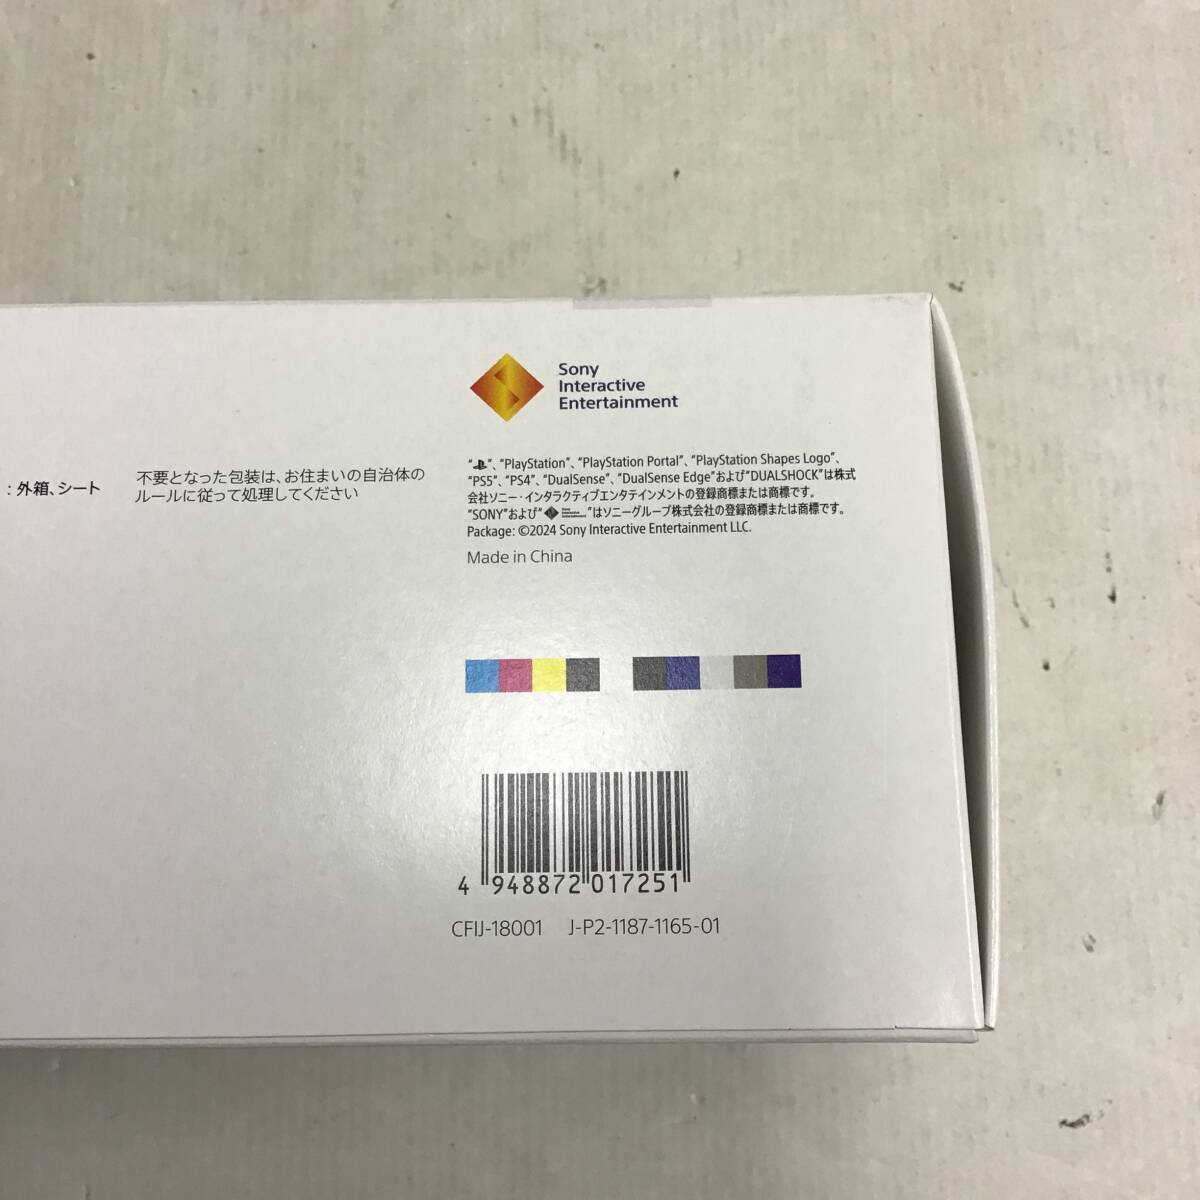 Sony
Interactive
Entertainment
：外箱、シート
不要となった包装は、お住まいの自治体の
ルールに従って処理してください
“ ”、“PlayStation”、“PlayStation Portal”、“PlayStation Shapes Logo”、
“PS5”、“PS4”、“DualSense”、“DualSense Edge”および“DUALSHOCK”は株式
会社ソニー・インタラクティブエンタテインメントの登録商標または商標です。
“SONY”および“ ”はソニーグループ株式会社の登録商標または商標です。
Package: ©2024 Sony Interactive Entertainment LLC.
Made in China
4 948872 017251
CFIJ-18001 J-P2-1187-1165-01